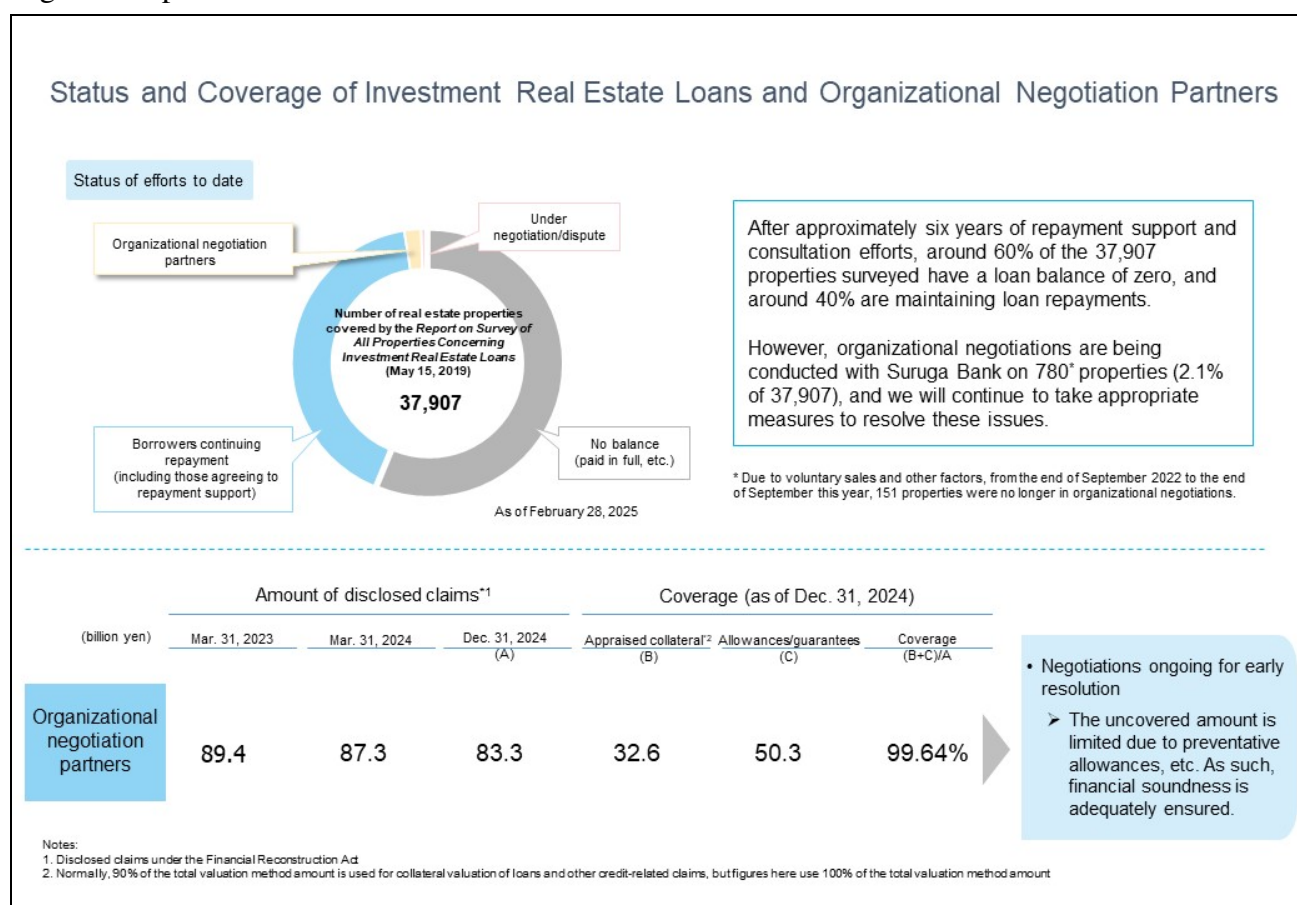 Status and Coverage of Investment Real Estate Loans and Organizational Negotiation Partners
Status of efforts to date
Organizational negotiation
partners
Under
negotiation/dispute
Number of real estate properties
covered by the Report on Survey of
All Properties Concerning
Investment Real Estate Loans
(May 15, 2019)
37,907
Borrowers continuing
repayment
(including those agreeing to
repayment support)
No balance
(paid in full, etc.)
As of February 28, 2025
After approximately six years of repayment support and
consultation efforts, around 60% of the 37,907
properties surveyed have a loan balance of zero, and
around 40% are maintaining loan repayments.
However, organizational negotiations are being
conducted with Suruga Bank on 780* properties (2.1%
of 37,907), and we will continue to take appropriate
measures to resolve these issues.
* Due to voluntary sales and other factors, from the end of September 2022 to the end
of September this year, 151 properties were no longer in organizational negotiations.
Amount of disclosed claims*1
Coverage (as of Dec. 31, 2024)
(billion yen)
Mar. 31, 2023
Mar. 31, 2024
Dec. 31, 2024
(A)
Appraised collateral*2
(B)
Allowances/guarantees
(C)
Coverage
(B+C)/A
Organizational
negotiation
partners
89.4
87.3
83.3
32.6
50.3
99.64%
• Negotiations ongoing for early
resolution
➤ The uncovered amount is
limited due to preventative
allowances, etc. As such,
financial soundness is
adequately ensured.
Notes:
1. Disclosed claims under the Financial Reconstruction Act
2. Normally, 90% of the total valuation method amount is used for collateral valuation of loans and other credit-related claims, but figures here use 100% of the total valuation method amount